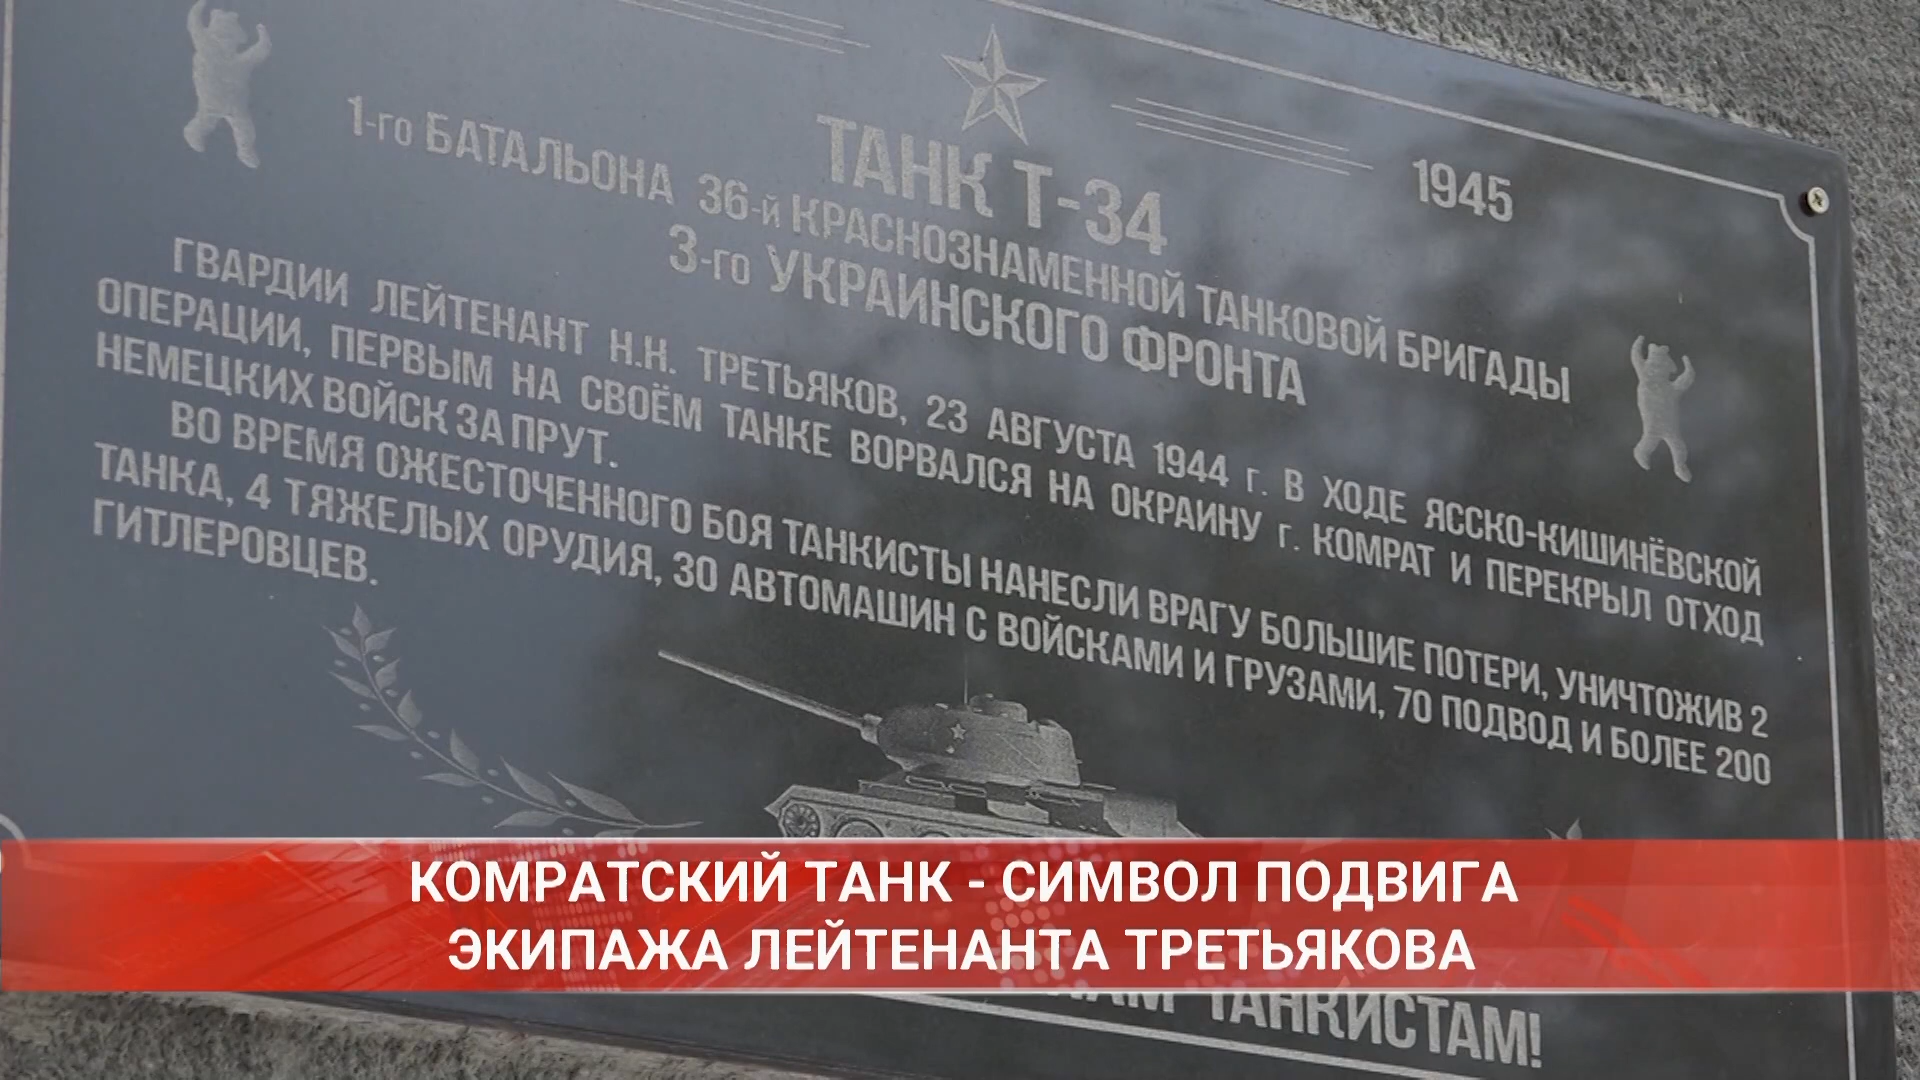 ТАНК Т-34
1945
1-го БАТАЛЬОНА 36-й КРАСНОЗНАМЕННОЙ ТАНКОВОЙ БРИГАДЫ
3-го УКРАИНСКОГО ФРОНТА
ГВАРДИИ ЛЕЙТЕНАНТ Н.Н. ТРЕТЬЯКОВ, 23 АВГУСТА 1944 г. В ХОДЕ ЯССКО-КИШИНЁВСКОЙ
ОПЕРАЦИИ, ПЕРВЫМ НА СВОЁМ ТАНКЕ ВОРВАЛСЯ НА ОКРАИНУ г. КОМРАТ И ПЕРЕКРЫЛ ОТХОД
НЕМЕЦКИХ ВОЙСК ЗА ПРУТ.
ВО ВРЕМЯ ОЖЕСТОЧЕННОГО БОЯ ТАНКИСТЫ НАНЕСЛИ ВРАГУ БОЛЬШИЕ ПОТЕРИ, УНИЧТОЖИВ 2
ТАНКА, 4 ТЯЖЕЛЫХ ОРУДИЯ, 30 АВТОМАШИН С ВОЙСКАМИ И ГРУЗАМИ, 70 ПОДВОД И БОЛЕЕ 200
ГИТЛЕРОВЦЕВ.
КОМРАТСКИЙ ТАНК - СИМВОЛ ПОДВИГА
ЭКИПАЖА ЛЕЙТЕНАНТА ТРЕТЬЯКОВА
ТАНКИСТАМ!